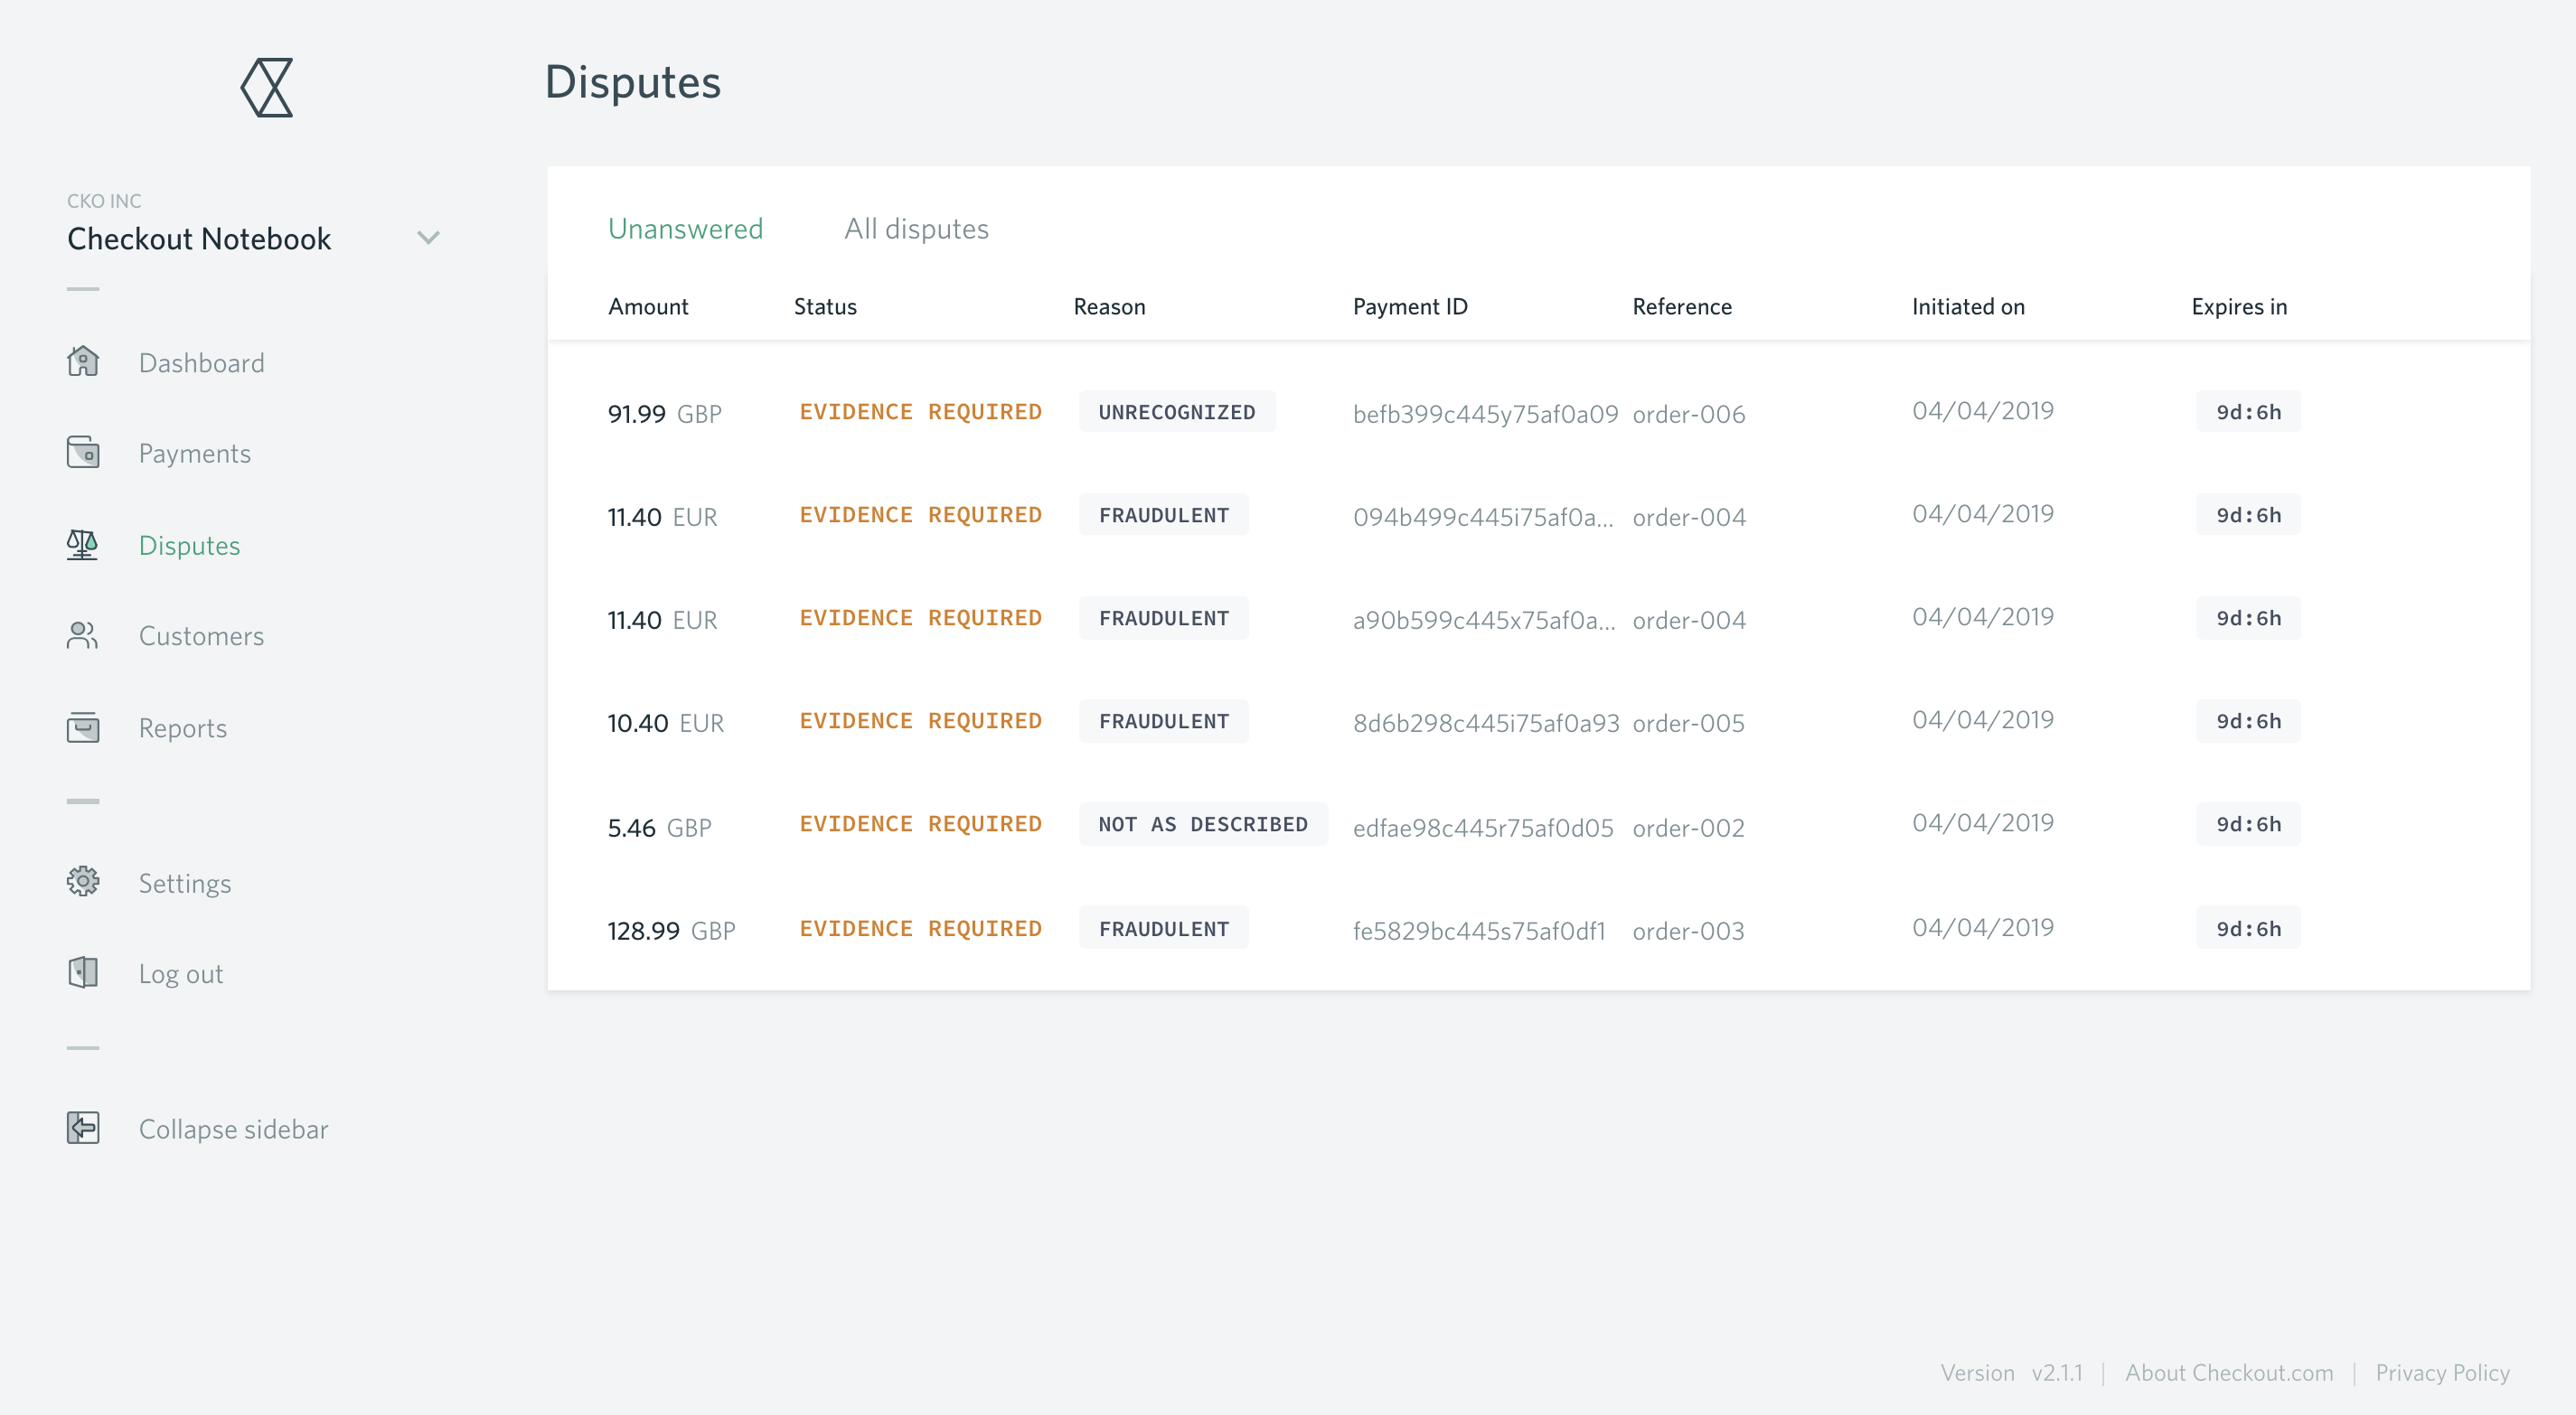 Disputes
CKO INC
Checkout Notebook
Dashboard
Payments
Disputes
Customers
Reports
Settings
Log out
Collapse sidebar
Unanswered All disputes
Amount Status Reason Payment ID Reference Initiated on Expires in
91.99 GBP EVIDENCE REQUIRED UNRECOGNIZED befb399c445y75af0a09 order-006 04/04/2019 9d:6h
11.40 EUR EVIDENCE REQUIRED FRAUDULENT 094b499c445i75af0a... order-004 04/04/2019 9d:6h
11.40 EUR EVIDENCE REQUIRED FRAUDULENT a90b599c445x75af0a... order-004 04/04/2019 9d:6h
10.40 EUR EVIDENCE REQUIRED FRAUDULENT 8d6b298c445i75af0a93 order-005 04/04/2019 9d:6h
5.46 GBP EVIDENCE REQUIRED NOT AS DESCRIBED edfae98c445r75af0d05 order-002 04/04/2019 9d:6h
128.99 GBP EVIDENCE REQUIRED FRAUDULENT fe5829bc445s75af0df1 order-003 04/04/2019 9d:6h
Version v2.1.1 | About Checkout.com | Privacy Policy